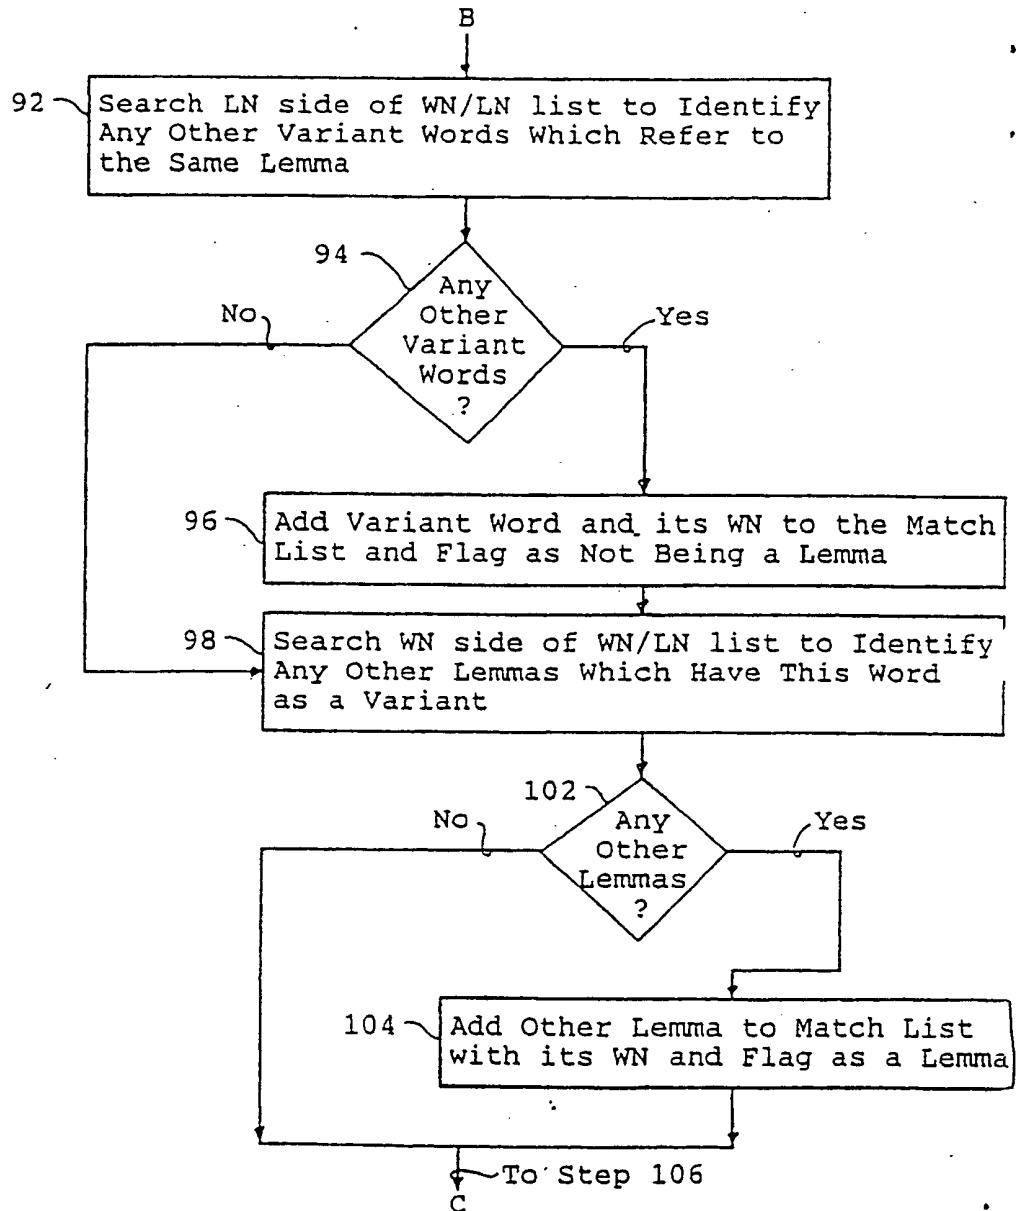 B
92
Search LN side of WN/LN list to Identify
Any Other Variant Words Which Refer to
the Same Lemma
94
Any
Other
Variant
Words
?
No
Yes
96
Add Variant Word and its WN to the Match
List and Flag as Not Being a Lemma
98
Search WN side of WN/LN list to Identify
Any Other Lemmas Which Have This Word
as a Variant
102
Any
Other
Lemmas
?
No
Yes
104
Add Other Lemma to Match List
with its WN and Flag as a Lemma
To Step 106
C